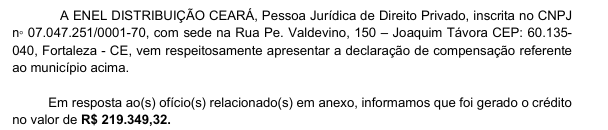 A ENEL DISTRIBUIÇÃO CEARÁ, Pessoa Jurídica de Direito Privado, inscrita no CNPJ
nº 07.047.251/0001-70, com sede na Rua Pe. Valdevino, 150 – Joaquim Távora CEP: 60.135-
040, Fortaleza - CE, vem respeitosamente apresentar a declaração de compensação referente
ao município acima.
Em resposta ao(s) ofício(s) relacionado(s) em anexo, informamos que foi gerado o crédito
no valor de R$ 219.349,32.